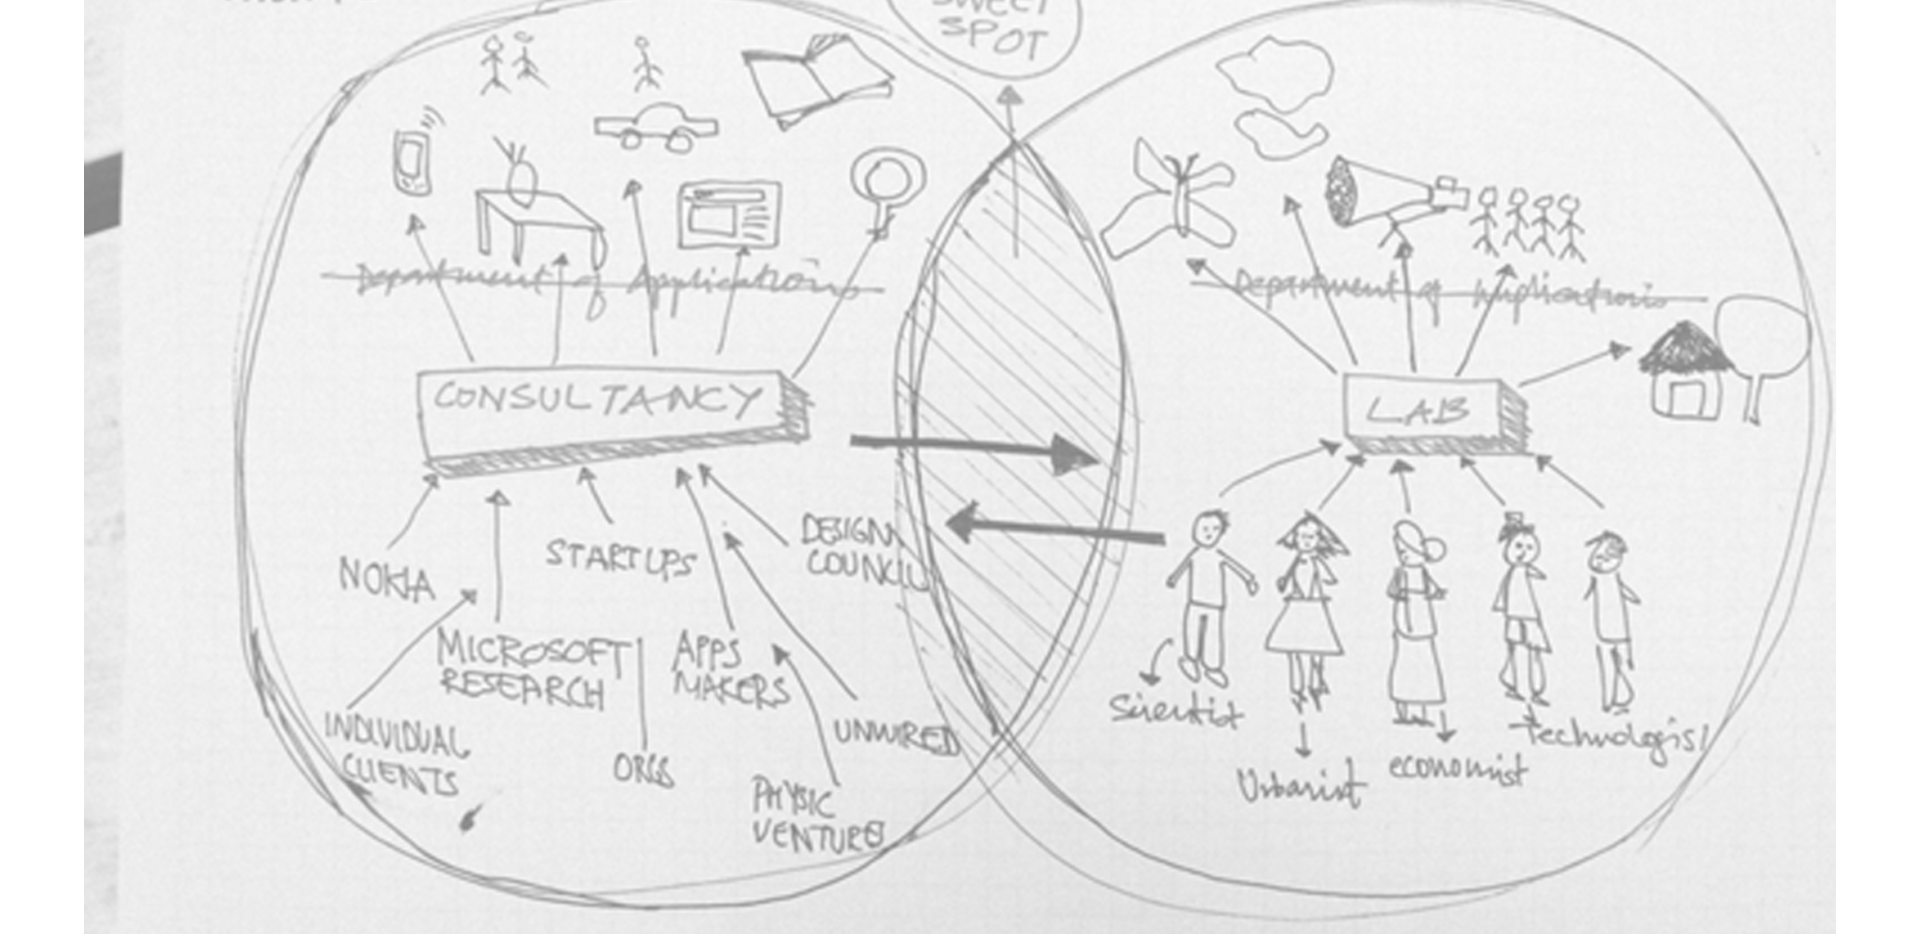 SWEET
SPOT
Department of Applications
Department of Implications
CONSULTANCY
LAB
NOKIA
STARTUPS
DESIGN
COUNCIL
MICROSOFT
RESEARCH
APPS
MAKERS
INDIVIDUAL
CLIENTS
ORGS
UNWIRED
PHYSIC
VENTURES
Scientist
Urbanist
economist
Technologist